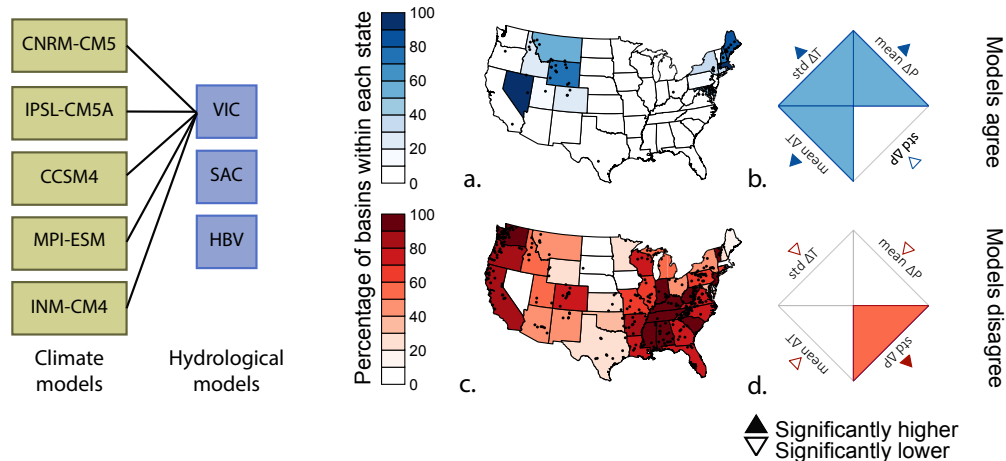 CNRM-CM5
IPSL-CM5A
CCSM4
MPI-ESM
INM-CM4
Climate
models
VIC
SAC
HBV
Hydrological
models
Percentage of basins within each state
100
80
60
40
20
0
a.
std ΔT
mean ΔP
mean ΔT
std ΔP
b.
Models agree
100
80
60
40
20
0
c.
std ΔT
mean ΔP
mean ΔT
std ΔP
d.
Models disagree
Significantly higher
Significantly lower